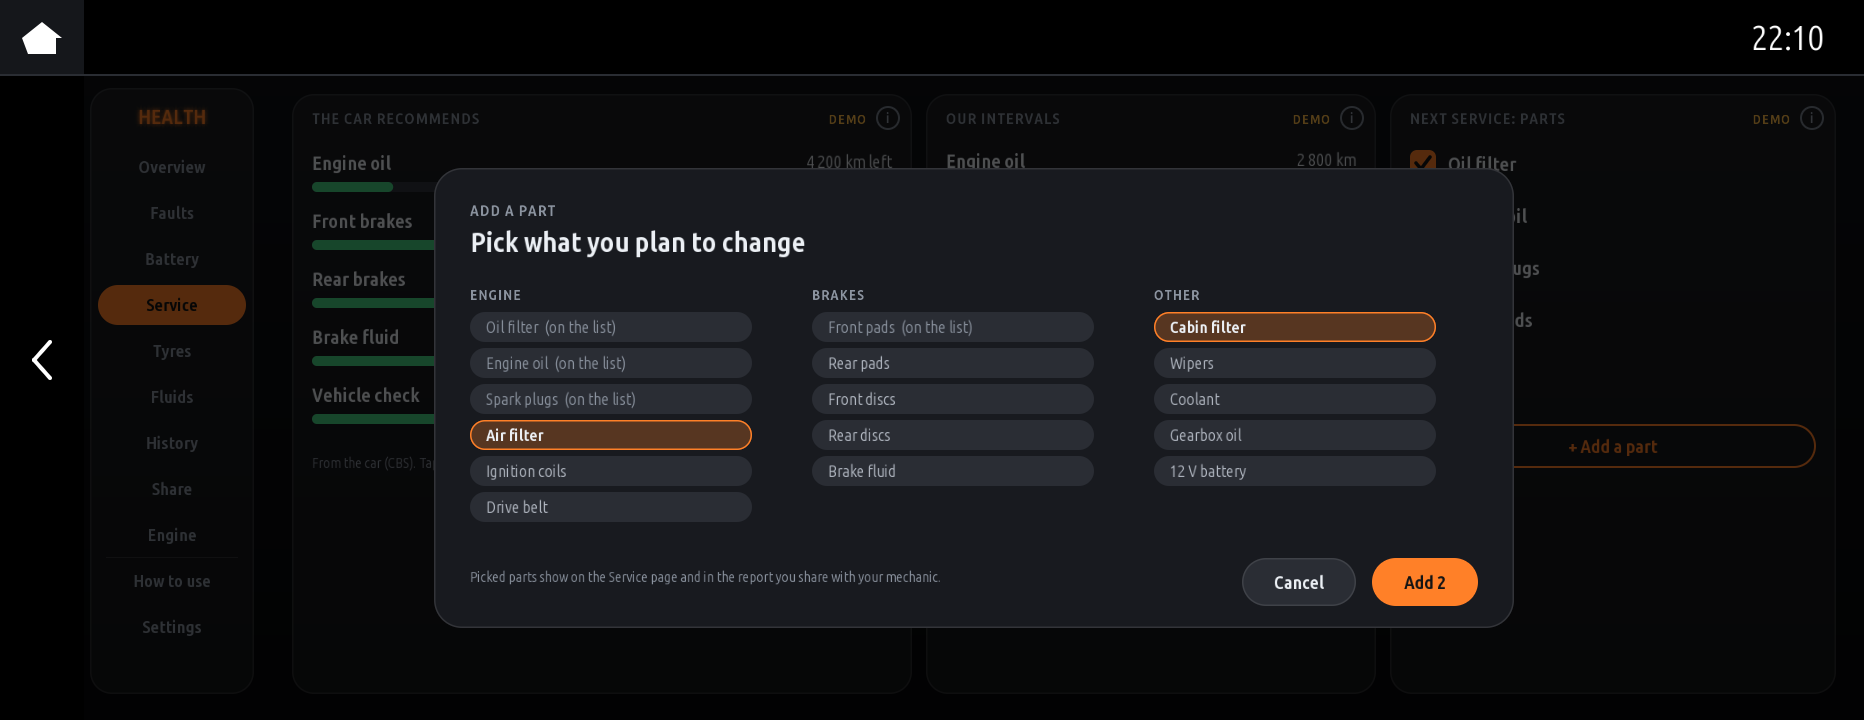 22:10
HEALTH
Overview
Faults
Battery
Service
Tyres
Fluids
History
Share
Engine
How to use
Settings
THE CAR RECOMMENDS
DEMO i
Engine oil
4 200 km left
Front brakes
Rear brakes
Brake fluid
Vehicle check
From the car (CBS).
OUR INTERVALS
DEMO i
Engine oil
2 800 km
NEXT SERVICE: PARTS
DEMO i
Oil filter
+ Add a part
ADD A PART
Pick what you plan to change
ENGINE
Oil filter (on the list)
Engine oil (on the list)
Spark plugs (on the list)
Air filter
Ignition coils
Drive belt
BRAKES
Front pads (on the list)
Rear pads
Front discs
Rear discs
Brake fluid
OTHER
Cabin filter
Wipers
Coolant
Gearbox oil
12 V battery
Picked parts show on the Service page and in the report you share with your mechanic.
Cancel
Add 2